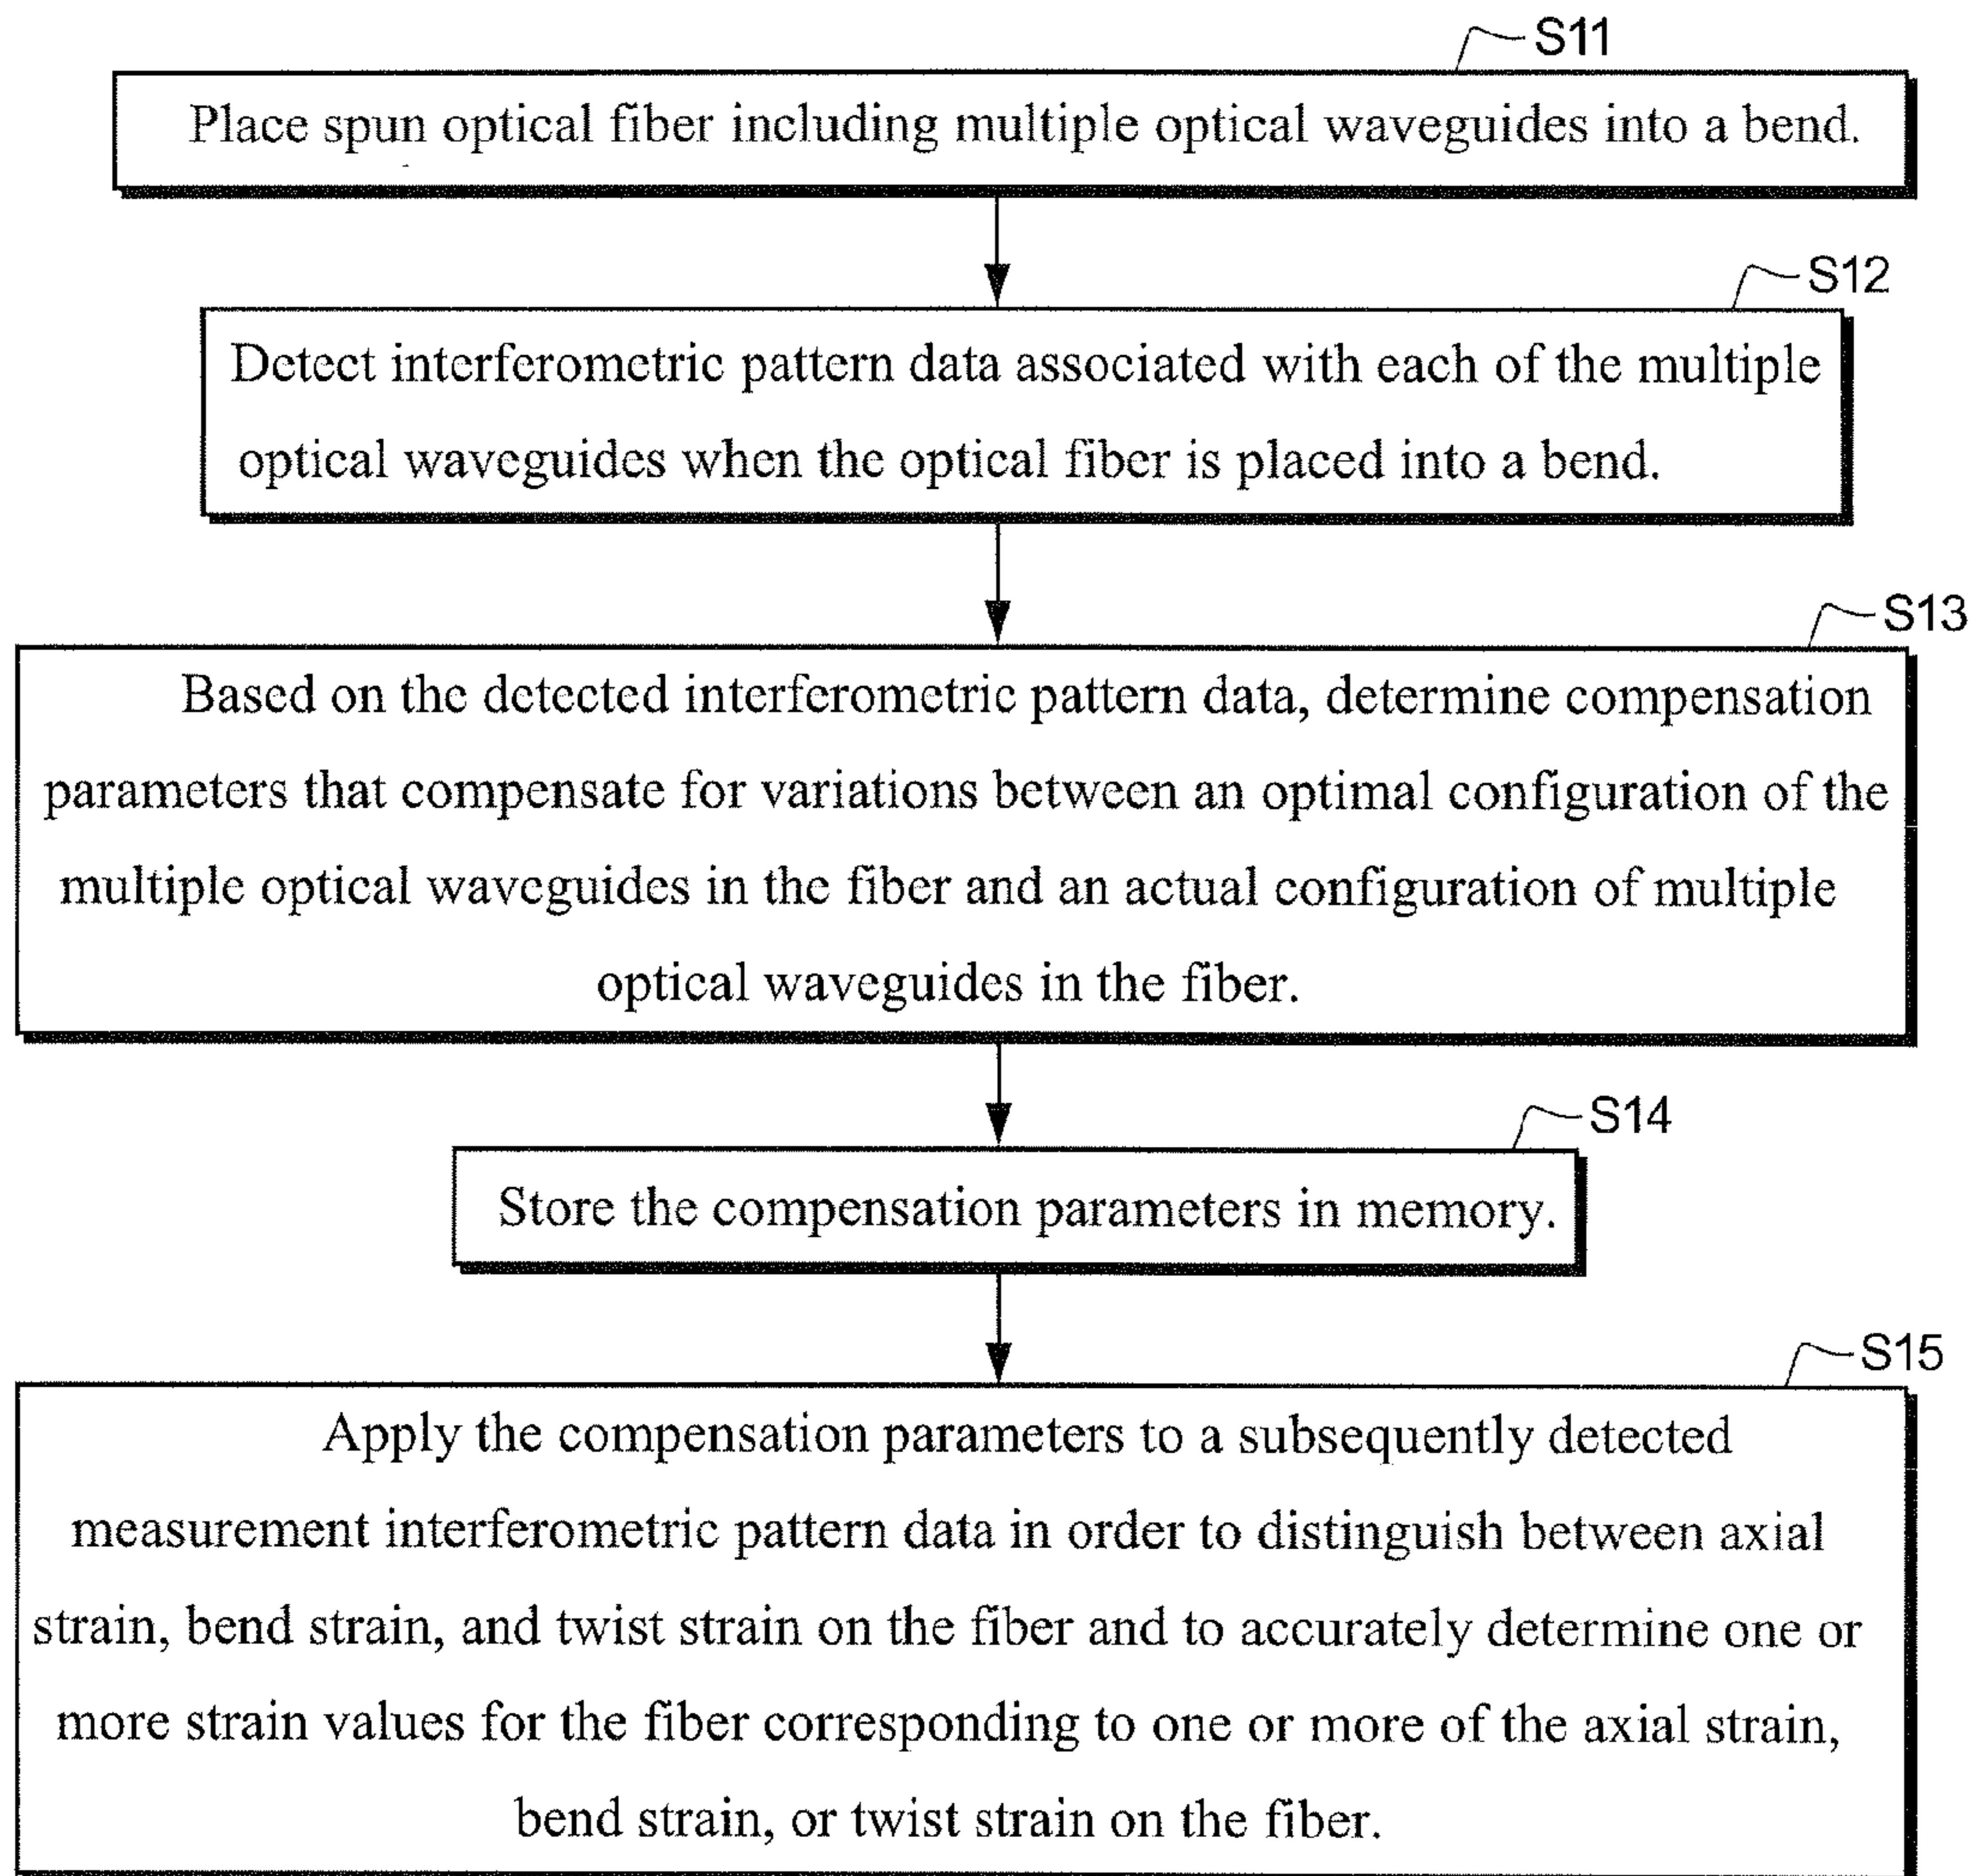 S11
Place spun optical fiber including multiple optical waveguides into a bend.
S12
Detect interferometric pattern data associated with each of the multiple
optical waveguides when the optical fiber is placed into a bend.
S13
Based on the detected interferometric pattern data, determine compensation
parameters that compensate for variations between an optimal configuration of the
multiple optical waveguides in the fiber and an actual configuration of multiple
optical waveguides in the fiber.
S14
Store the compensation parameters in memory.
S15
Apply the compensation parameters to a subsequently detected
measurement interferometric pattern data in order to distinguish between axial
strain, bend strain, and twist strain on the fiber and to accurately determine one or
more strain values for the fiber corresponding to one or more of the axial strain,
bend strain, or twist strain on the fiber.